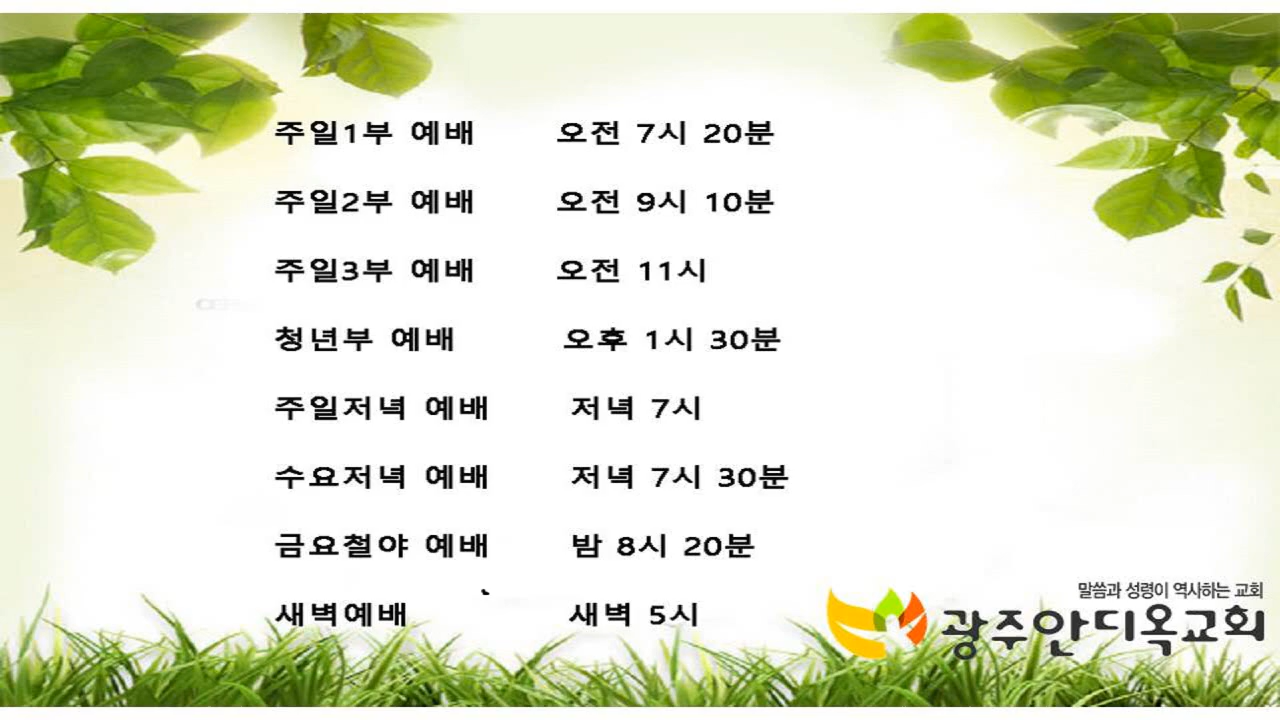 주일1부 예배 오전 7시 20분
주일2부 예배 오전 9시 10분
주일3부 예배 오전 11시
청년부 예배 오후 1시 30분
주일저녁 예배 저녁 7시
수요저녁 예배 저녁 7시 30분
금요철야 예배 밤 8시 20분
새벽예배 새벽 5시
말씀과 성령이 역사하는 교회
광주안디옥교회